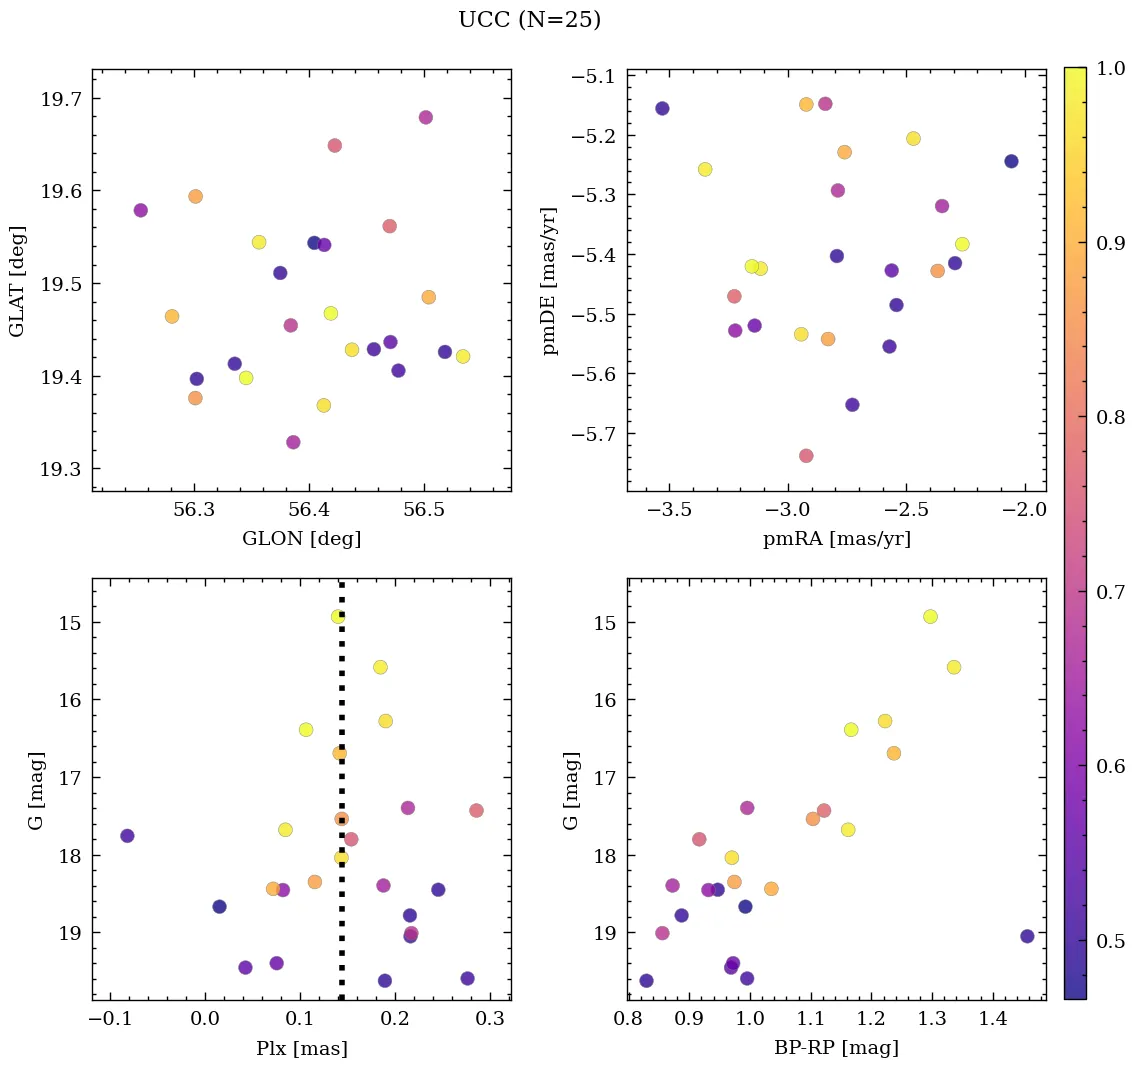 UCC (N=25)
19.7
19.6
19.5
19.4
19.3
GLAT [deg]
56.3 56.4 56.5
GLON [deg]
−5.1
−5.2
−5.3
−5.4
−5.5
−5.6
−5.7
pmDE [mas/yr]
−3.5 −3.0 −2.5 −2.0
pmRA [mas/yr]
1.0
0.9
0.8
0.7
0.6
0.5
15
16
17
18
19
G [mag]
−0.1 0.0 0.1 0.2 0.3
Plx [mas]
15
16
17
18
19
G [mag]
0.8 0.9 1.0 1.1 1.2 1.3 1.4
BP-RP [mag]